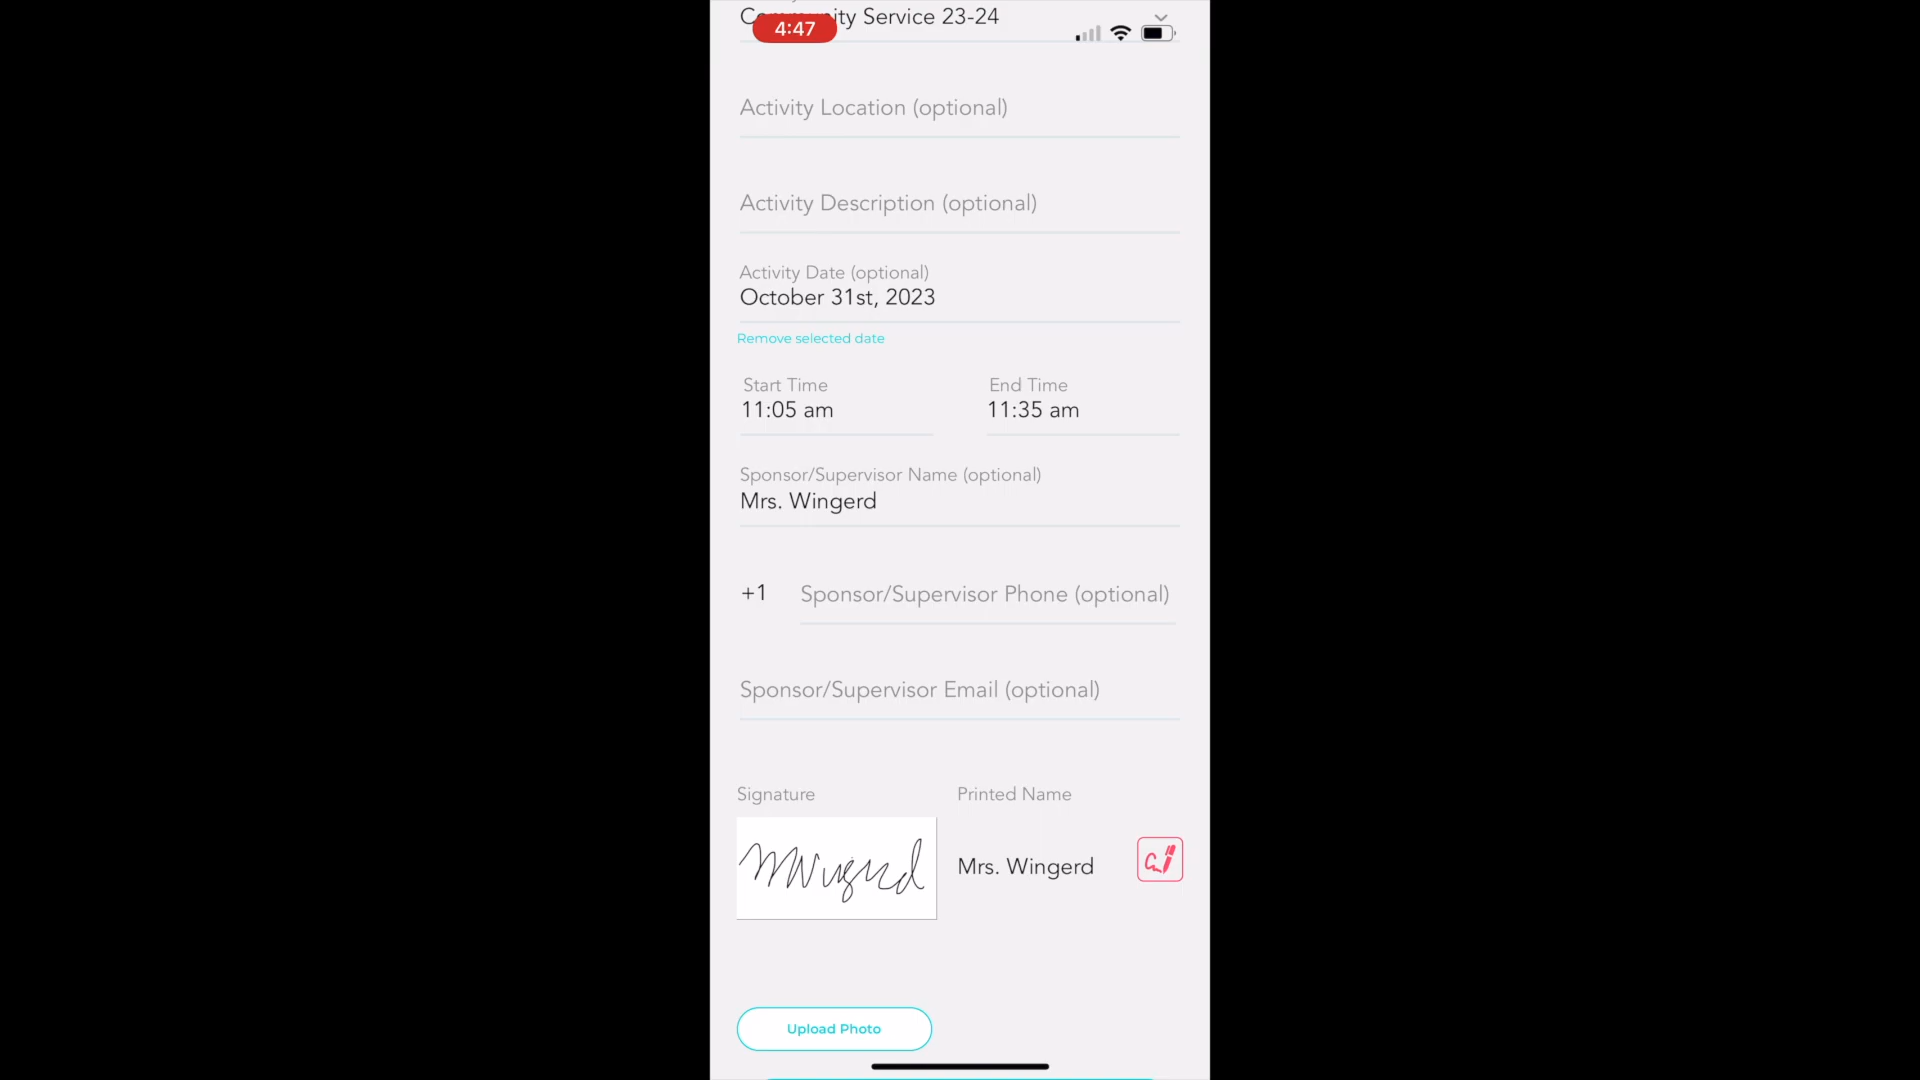 Community Service 23-24
4:47
Activity Location (optional)
Activity Description (optional)
Activity Date (optional)
October 31st, 2023
Remove selected date
Start Time
End Time
11:05 am
11:35 am
Sponsor/Supervisor Name (optional)
Mrs. Wingerd
+1
Sponsor/Supervisor Phone (optional)
Sponsor/Supervisor Email (optional)
Signature
Printed Name
MWingerd
Mrs. Wingerd
Upload Photo